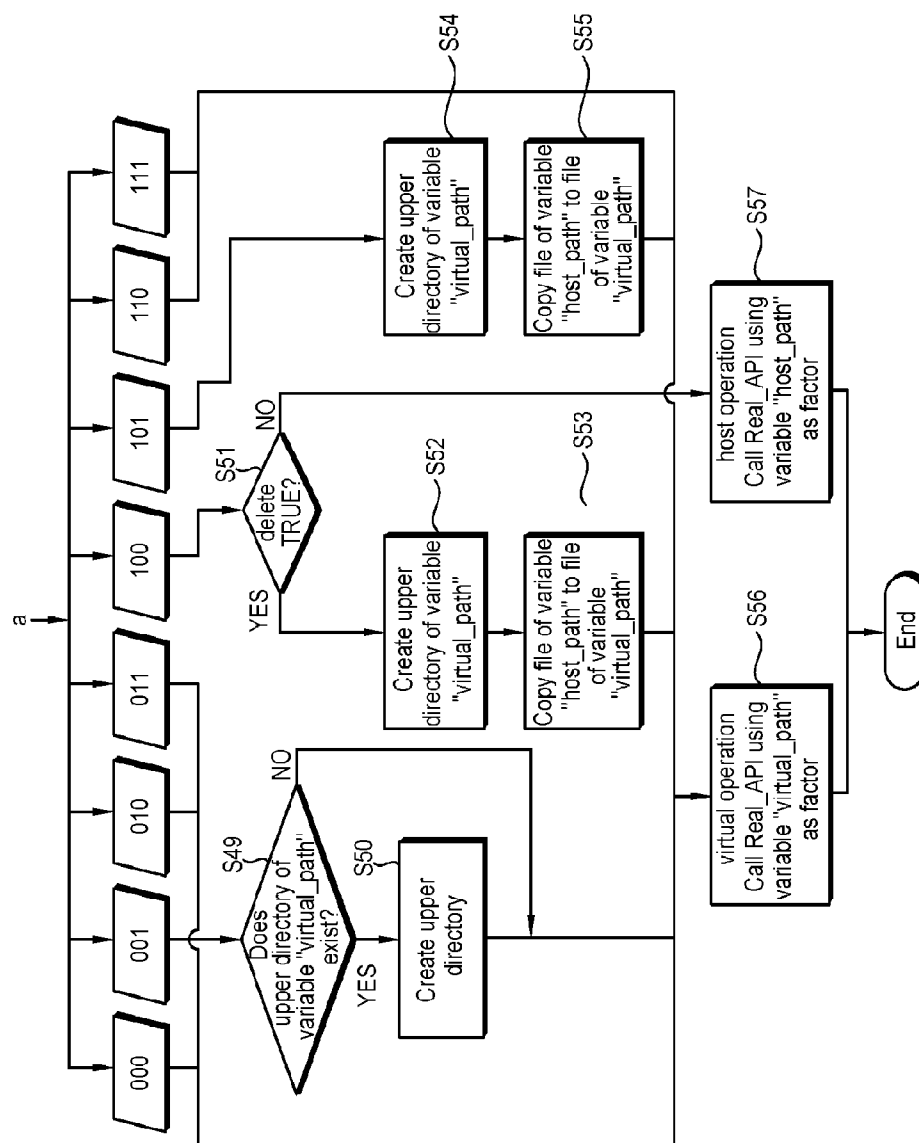 a
000
001
010
011
100
101
110
111
S49
Does
upper directory of
variable "virtual_path"
exist?
NO
YES
S50
Create upper
directory
S51
delete
TRUE?
YES
NO
S52
Create upper
directory of variable
"virtual_path"
S53
Copy file of variable
"host_path" to file
of variable
"virtual_path"
S54
Create upper
directory of variable
"virtual_path"
S55
Copy file of variable
"host_path" to file
of variable
"virtual_path"
S56
virtual operation
Call Real_API using
variable "virtual_path"
as factor
S57
host operation
Call Real_API using
variable "host_path"
as factor
End